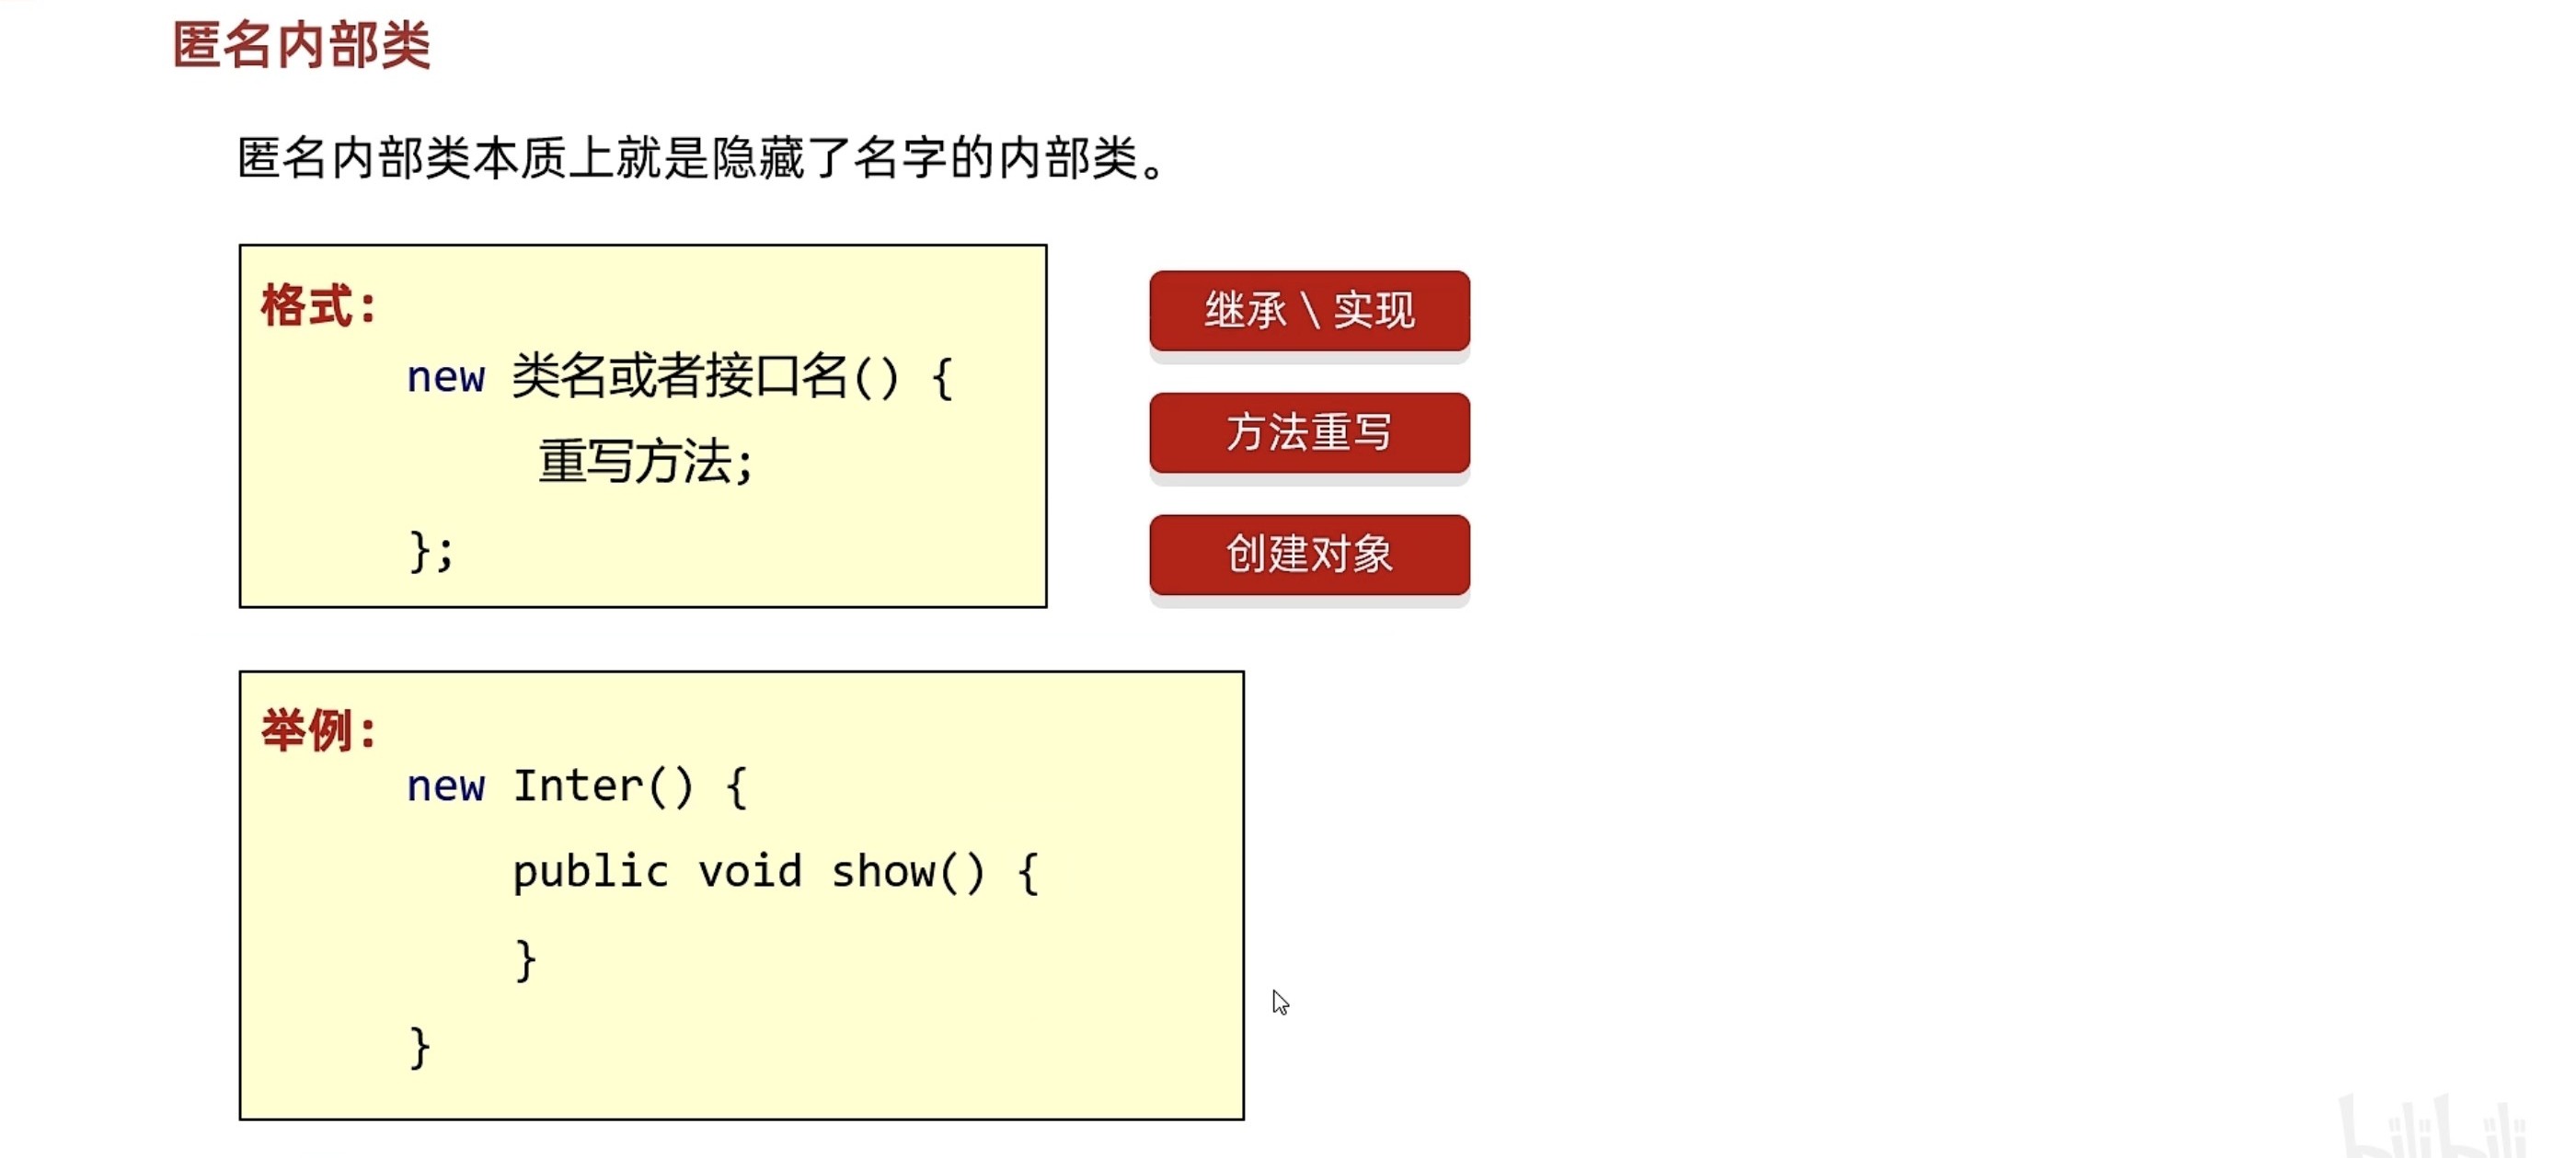 匿名内部类
匿名内部类本质上就是隐藏了名字的内部类。
格式：
new 类名或者接口名() {
重写方法;
};
继承 \ 实现
方法重写
创建对象
举例：
new Inter() {
public void show() {
}
}
bilibili